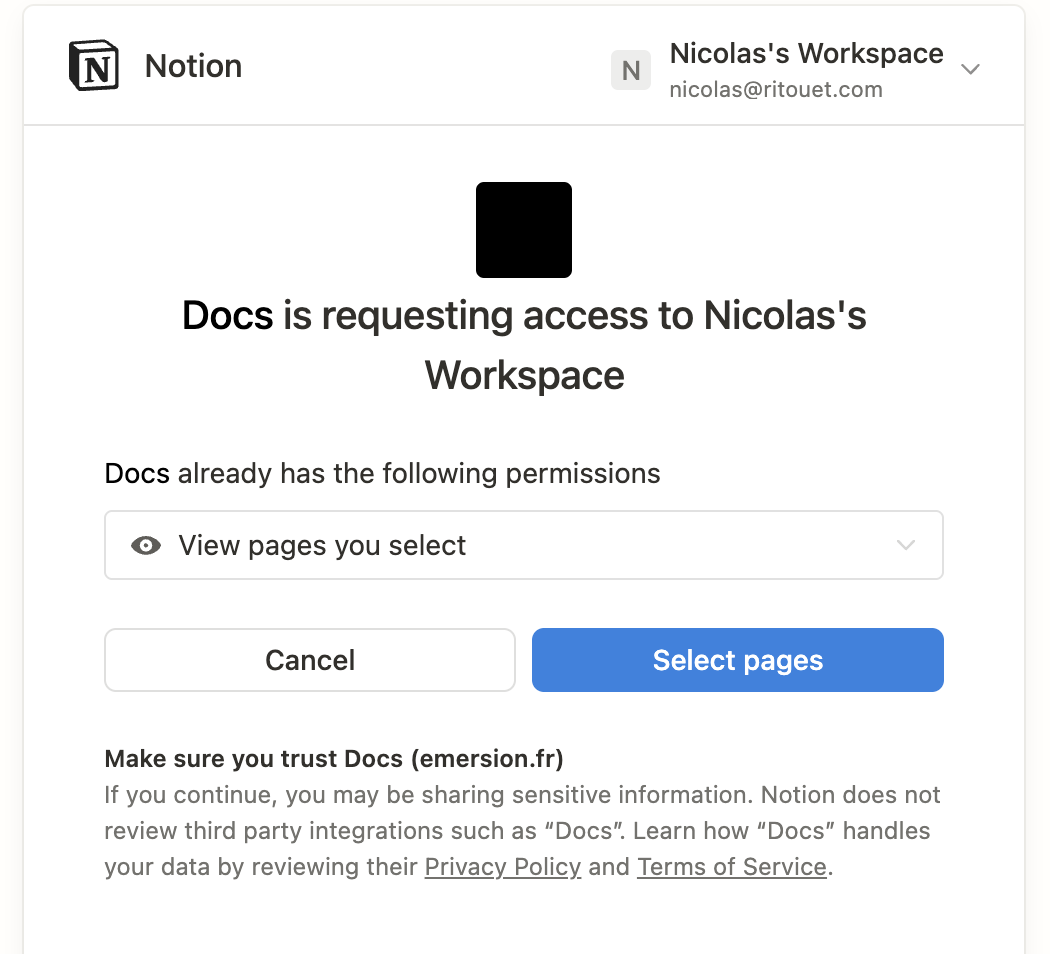 Notion
N
Nicolas's Workspace
nicolas@ritouet.com
Docs is requesting access to Nicolas's
Workspace
Docs already has the following permissions
View pages you select
Cancel
Select pages
Make sure you trust Docs (emersion.fr)
If you continue, you may be sharing sensitive information. Notion does not
review third party integrations such as “Docs”. Learn how “Docs” handles
your data by reviewing their Privacy Policy and Terms of Service.